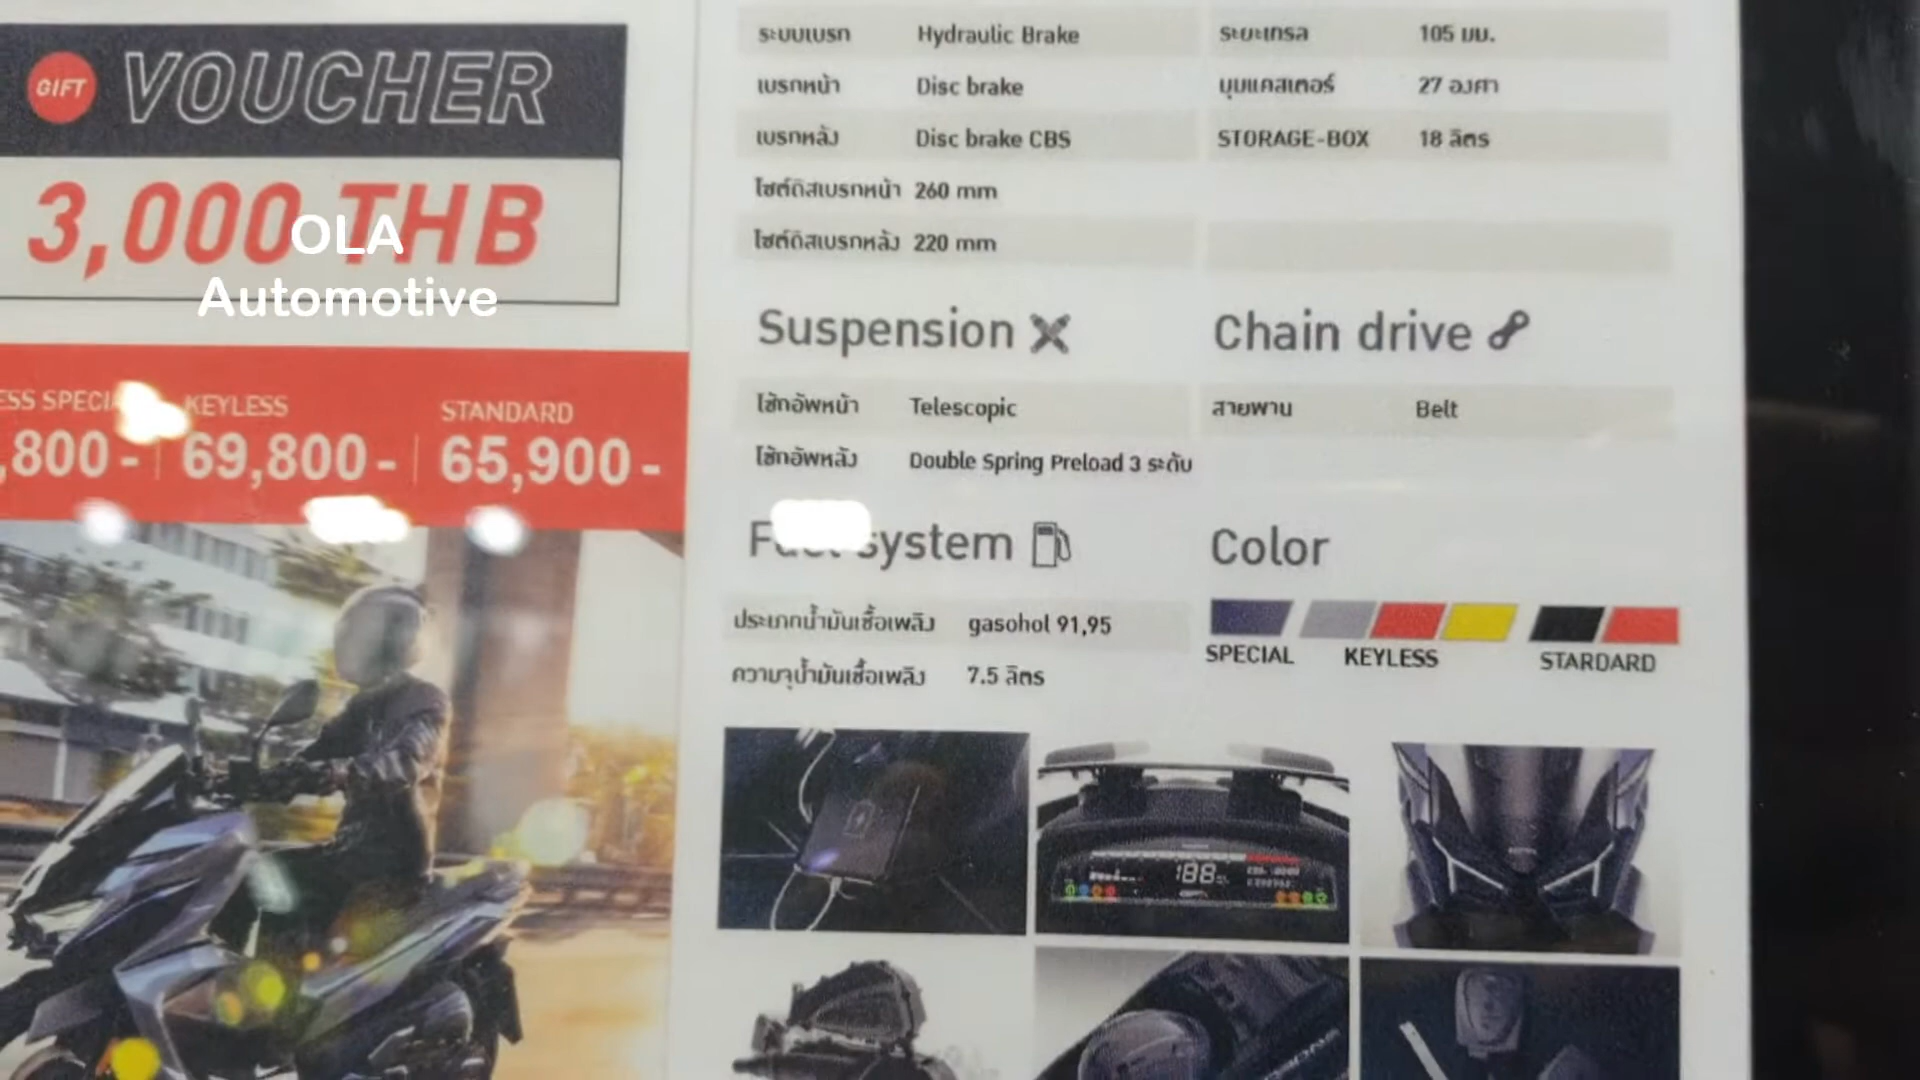 GIFT VOUCHER
3,000 THB
OLA
Automotive
KEYLESS
69,800-
STANDARD
65,900-
,800-
ระบบเบรก Hydraulic Brake
เบรกหน้า Disc brake
เบรกหลัง Disc brake CBS
ไซต์ดิสเบรกหน้า 260 mm
ไซต์ดิสเบรกหลัง 220 mm
ระยะเทรล 105 มม.
มุมแคสเตอร์ 27 องศา
STORAGE-BOX 18 ลิตร
Suspension
โช้กอัพหน้า Telescopic
โช้กอัพหลัง Double Spring Preload 3 ระดับ
Chain drive
สายพาน Belt
Fuel system
ประเภทน้ำมันเชื้อเพลิง gasohol 91,95
ความจุน้ำมันเชื้อเพลิง 7.5 ลิตร
Color
SPECIAL KEYLESS STARDARD
188